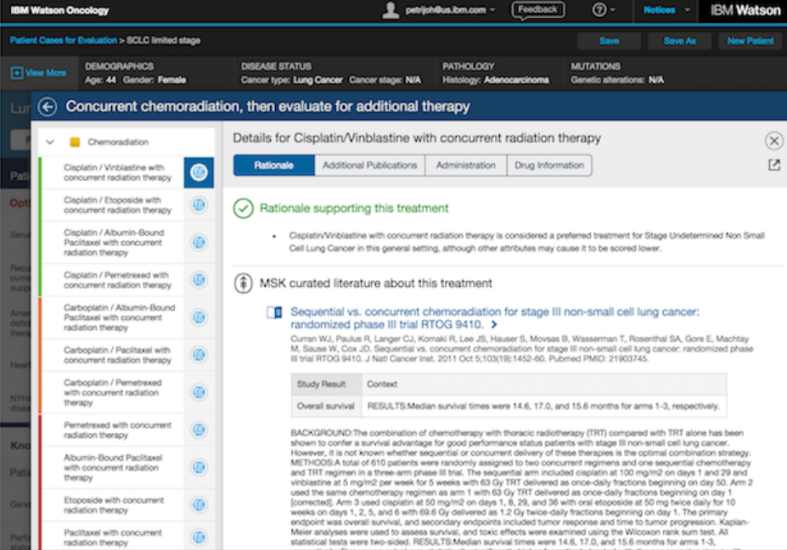 IBM Watson Oncology
petrijoh@us.ibm.com
Feedback
Notices
IBM Watson
Patient Cases for Evaluation > SCLC limited stage
Save
Save As
New Patient
View More
DEMOGRAPHICS
Age: 44 Gender: Female
DISEASE STATUS
Cancer type: Lung Cancer Cancer stage: N/A
PATHOLOGY
Histology: Adenocarcinoma
MUTATIONS
Genetic alterations: N/A
Concurrent chemoradiation, then evaluate for additional therapy
Chemoradiation
Cisplatin / Vinblastine with
concurrent radiation therapy
Cisplatin / Etoposide with
concurrent radiation therapy
Cisplatin / Albumin-Bound
Paclitaxel with concurrent
radiation therapy
Cisplatin / Pemetrexed with
concurrent radiation therapy
Carboplatin / Albumin-Bound
Paclitaxel with concurrent
radiation therapy
Carboplatin / Paclitaxel with
concurrent radiation therapy
Carboplatin / Pemetrexed
with concurrent radiation
therapy
Pemetrexed with concurrent
radiation therapy
Albumin-Bound Paclitaxel
with concurrent radiation
therapy
Etoposide with concurrent
radiation therapy
Paclitaxel with concurrent
radiation therapy
Details for Cisplatin/Vinblastine with concurrent radiation therapy
Rationale
Additional Publications
Administration
Drug Information
Rationale supporting this treatment
• Cisplatin/Vinblastine with concurrent radiation therapy is considered a preferred treatment for Stage Undetermined Non Small
Cell Lung Cancer in this general setting, although other attributes may cause it to be scored lower.
MSK curated literature about this treatment
Sequential vs. concurrent chemoradiation for stage III non-small cell lung cancer:
randomized phase III trial RTOG 9410. >
Curran WJ, Paulus R, Langer CJ, Komaki R, Lee JS, Hauser S, Movsas B, Wasserman T, Rosenthal SA, Gore E, Machtay
M, Sause W, Cox JD. Sequential vs. concurrent chemoradiation for stage III non-small cell lung cancer: randomized phase
III trial RTOG 9410. J Natl Cancer Inst. 2011 Oct 5;103(19):1452-60. Pubmed PMID: 21903745.
Study Result
Context
Overall survival
RESULTS:Median survival times were 14.6, 17.0, and 15.6 months for arms 1-3, respectively.
BACKGROUND:The combination of chemotherapy with thoracic radiotherapy (TRT) compared with TRT alone has been
shown to confer a survival advantage for good performance status patients with stage III non-small cell lung cancer.
However, it is not known whether sequential or concurrent delivery of these therapies is the optimal combination strategy.
METHODS:A total of 610 patients were randomly assigned to two concurrent regimens and one sequential chemotherapy
and TRT regimen in a three-arm phase III trial. The sequential arm included cisplatin at 100 mg/m2 on days 1 and 29 and
vinblastine at 5 mg/m2 per week for 5 weeks with 63 Gy TRT delivered as once-daily fractions beginning on day 50. Arm 2
used the same chemotherapy regimen as arm 1 with 63 Gy TRT delivered as once-daily fractions beginning on day 1
[corrected]. Arm 3 used cisplatin at 50 mg/m2 on days 1, 8, 29, and 36 with oral etoposide at 50 mg twice daily for 10
weeks on days 1, 2, 5, and 6 with 69.6 Gy delivered as 1.2 Gy twice-daily fractions beginning on day 1. The primary
endpoint was overall survival, and secondary endpoints included tumor response and time to tumor progression. Kaplan-
Meier analyses were used to assess survival, and toxic effects were examined using the Wilcoxon rank sum test. All
statistical tests were two-sided. RESULTS:Median survival times were 14.6, 17.0, and 15.6 months for arms 1-3,